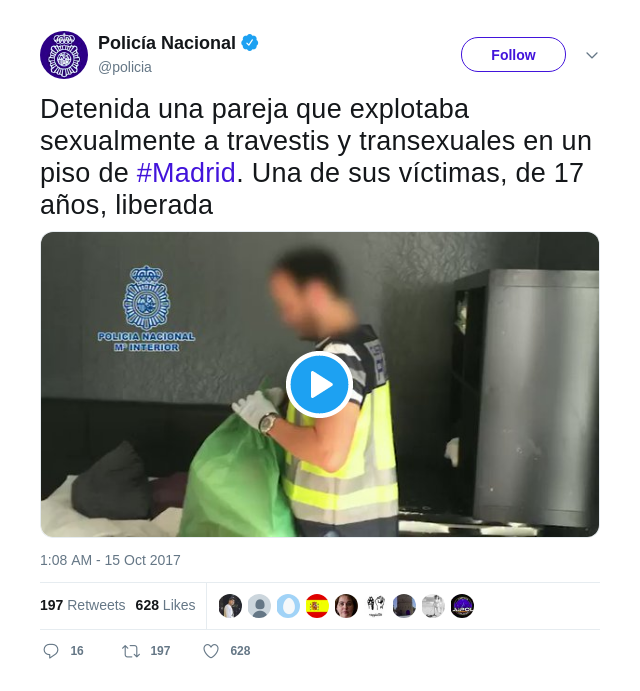 Policía Nacional
@policia
Follow
Detenida una pareja que explotaba
sexualmente a travestis y transexuales en un
piso de #Madrid. Una de sus víctimas, de 17
años, liberada
POLICIA NACIONAL
Mº INTERIOR
1:08 AM - 15 Oct 2017
197 Retweets 628 Likes
16 197 628